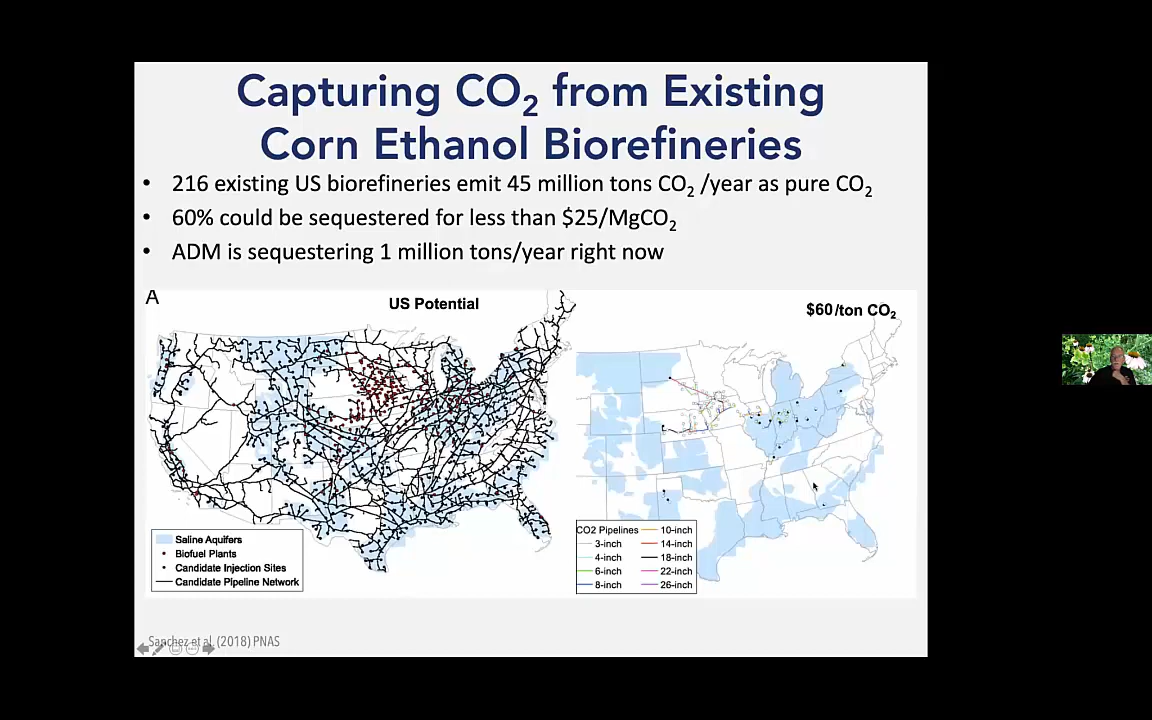 Capturing CO₂ from Existing
Corn Ethanol Biorefineries
• 216 existing US biorefineries emit 45 million tons CO₂ /year as pure CO₂
• 60% could be sequestered for less than $25/MgCO₂
• ADM is sequestering 1 million tons/year right now
A
US Potential
$60/ton CO₂
Saline Aquifers
Biofuel Plants
Candidate Injection Sites
Candidate Pipeline Network
CO2 Pipelines
3-inch
4-inch
6-inch
8-inch
10-inch
14-inch
18-inch
22-inch
26-inch
Sanchez et al. (2018) PNAS